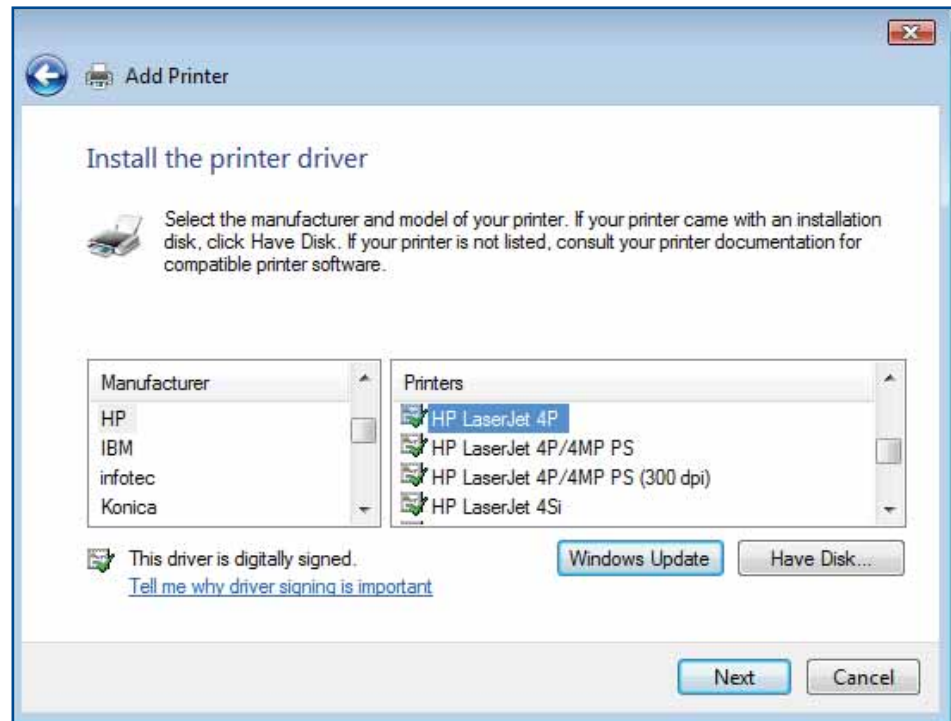 Add Printer
Install the printer driver
Select the manufacturer and model of your printer. If your printer came with an installation
disk, click Have Disk. If your printer is not listed, consult your printer documentation for
compatible printer software.
Manufacturer
HP
IBM
infotec
Konica
Printers
HP LaserJet 4P
HP LaserJet 4P/4MP PS
HP LaserJet 4P/4MP PS (300 dpi)
HP LaserJet 4Si
This driver is digitally signed.
Tell me why driver signing is important
Windows Update
Have Disk...
Next
Cancel